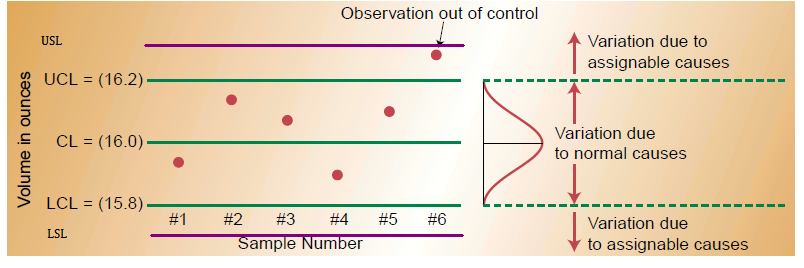 Observation out of control
USL
UCL = (16.2)
CL = (16.0)
LCL = (15.8)
LSL
Volume in ounces
#1 #2 #3 #4 #5 #6
Sample Number
Variation due to
assignable causes
Variation due
to normal causes
Variation due
to assignable causes